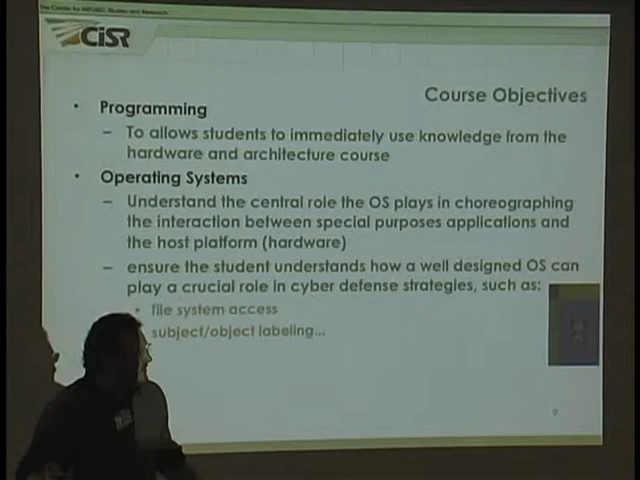 The Center for INFOSEC Studies and Research
CISR
Course Objectives
• Programming
– To allows students to immediately use knowledge from the
hardware and architecture course
• Operating Systems
– Understand the central role the OS plays in choreographing
the interaction between special purposes applications and
the host platform (hardware)
– ensure the student understands how a well designed OS can
play a crucial role in cyber defense strategies, such as:
• file system access
subject/object labeling...
9